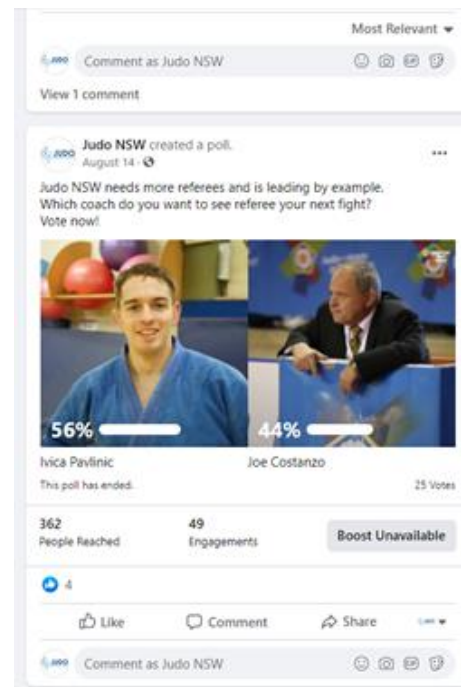 Most Relevant
JUDO
Comment as Judo NSW
View 1 comment
JUDO
Judo NSW created a poll.
August 14
Judo NSW needs more referees and is leading by example.
Which coach do you want to see referee your next fight?
Vote now!
56%
44%
Ivica Pavlinic
Joe Costanzo
This poll has ended.
25 Votes
362
49
People Reached
Engagements
Boost Unavailable
4
Like
Comment
Share
JUDO
Comment as Judo NSW